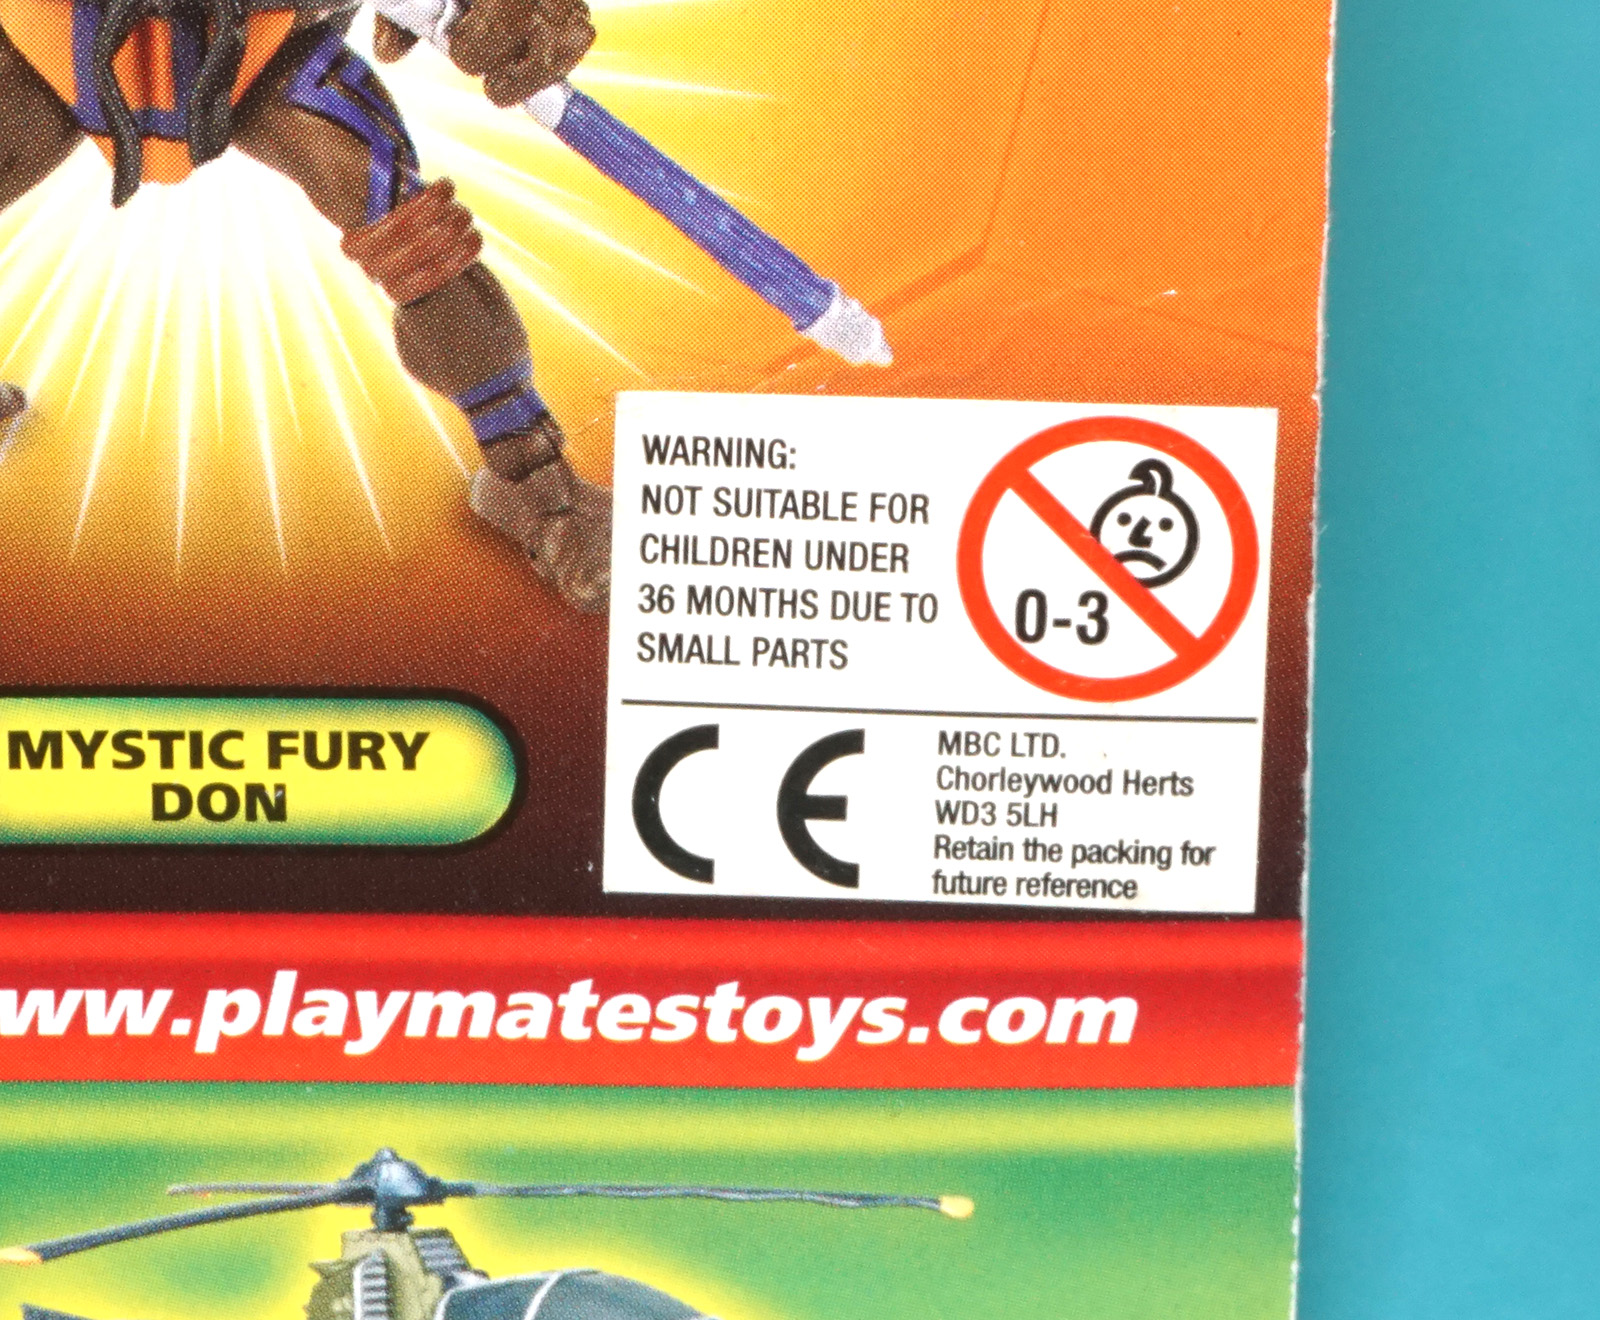 WARNING:
NOT SUITABLE FOR
CHILDREN UNDER
36 MONTHS DUE TO
SMALL PARTS
0-3
MYSTIC FURY
DON
CE
MBC LTD.
Chorleywood Herts
WD3 5LH
Retain the packing for
future reference
ww.playmatestoys.com